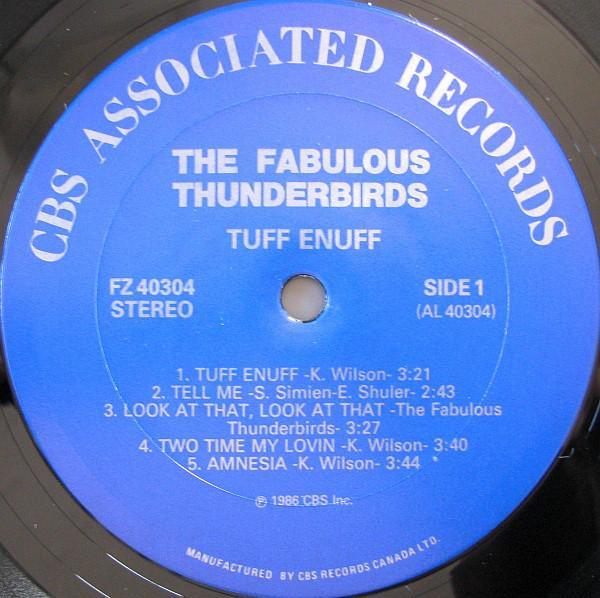 CBS ASSOCIATED RECORDS
THE FABULOUS
THUNDERBIRDS
TUFF ENUFF
FZ 40304
STEREO
SIDE 1
(AL 40304)
1. TUFF ENUFF -K. Wilson- 3:21
2. TELL ME -S. Simien-E. Shuler- 2:43
3. LOOK AT THAT, LOOK AT THAT -The Fabulous
Thunderbirds- 3:27
4. TWO TIME MY LOVIN -K. Wilson- 3:40
5. AMNESIA -K. Wilson- 3:44
℗ 1986 CBS. Inc.
MANUFACTURED BY CBS RECORDS CANADA LTD.